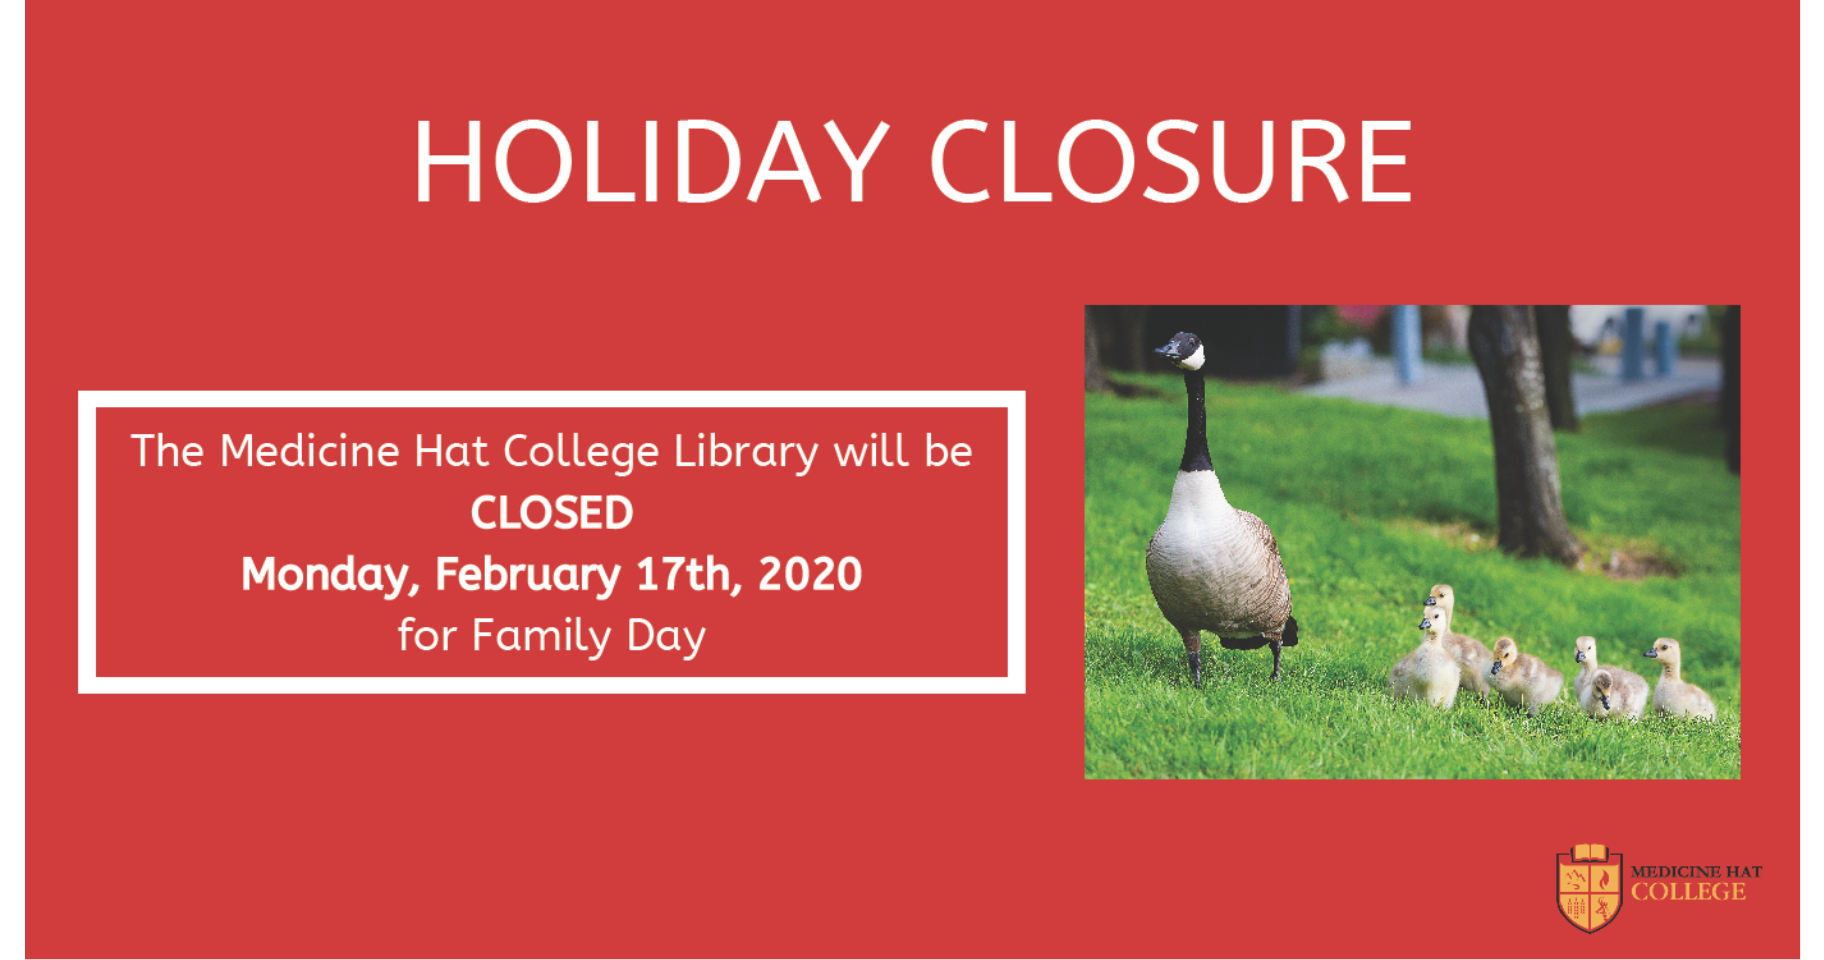 HOLIDAY CLOSURE
The Medicine Hat College Library will be
CLOSED
Monday, February 17th, 2020
for Family Day
MEDICINE HAT
COLLEGE